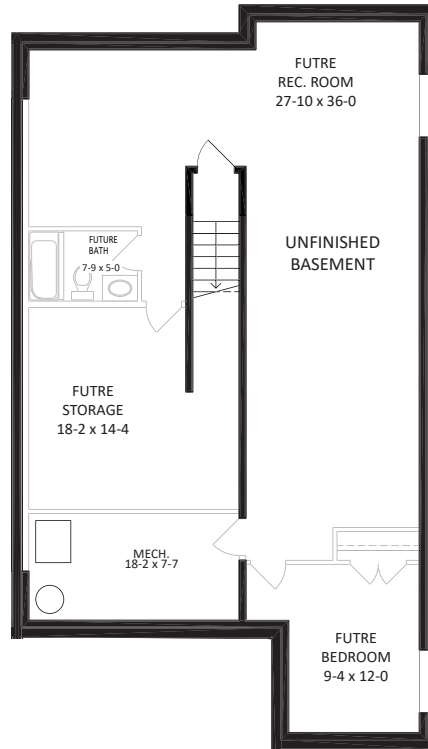 FUTRE
REC. ROOM
27-10 x 36-0
FUTURE
BATH
7-9 x 5-0
UNFINISHED
BASEMENT
FUTRE
STORAGE
18-2 x 14-4
MECH.
18-2 x 7-7
FUTRE
BEDROOM
9-4 x 12-0